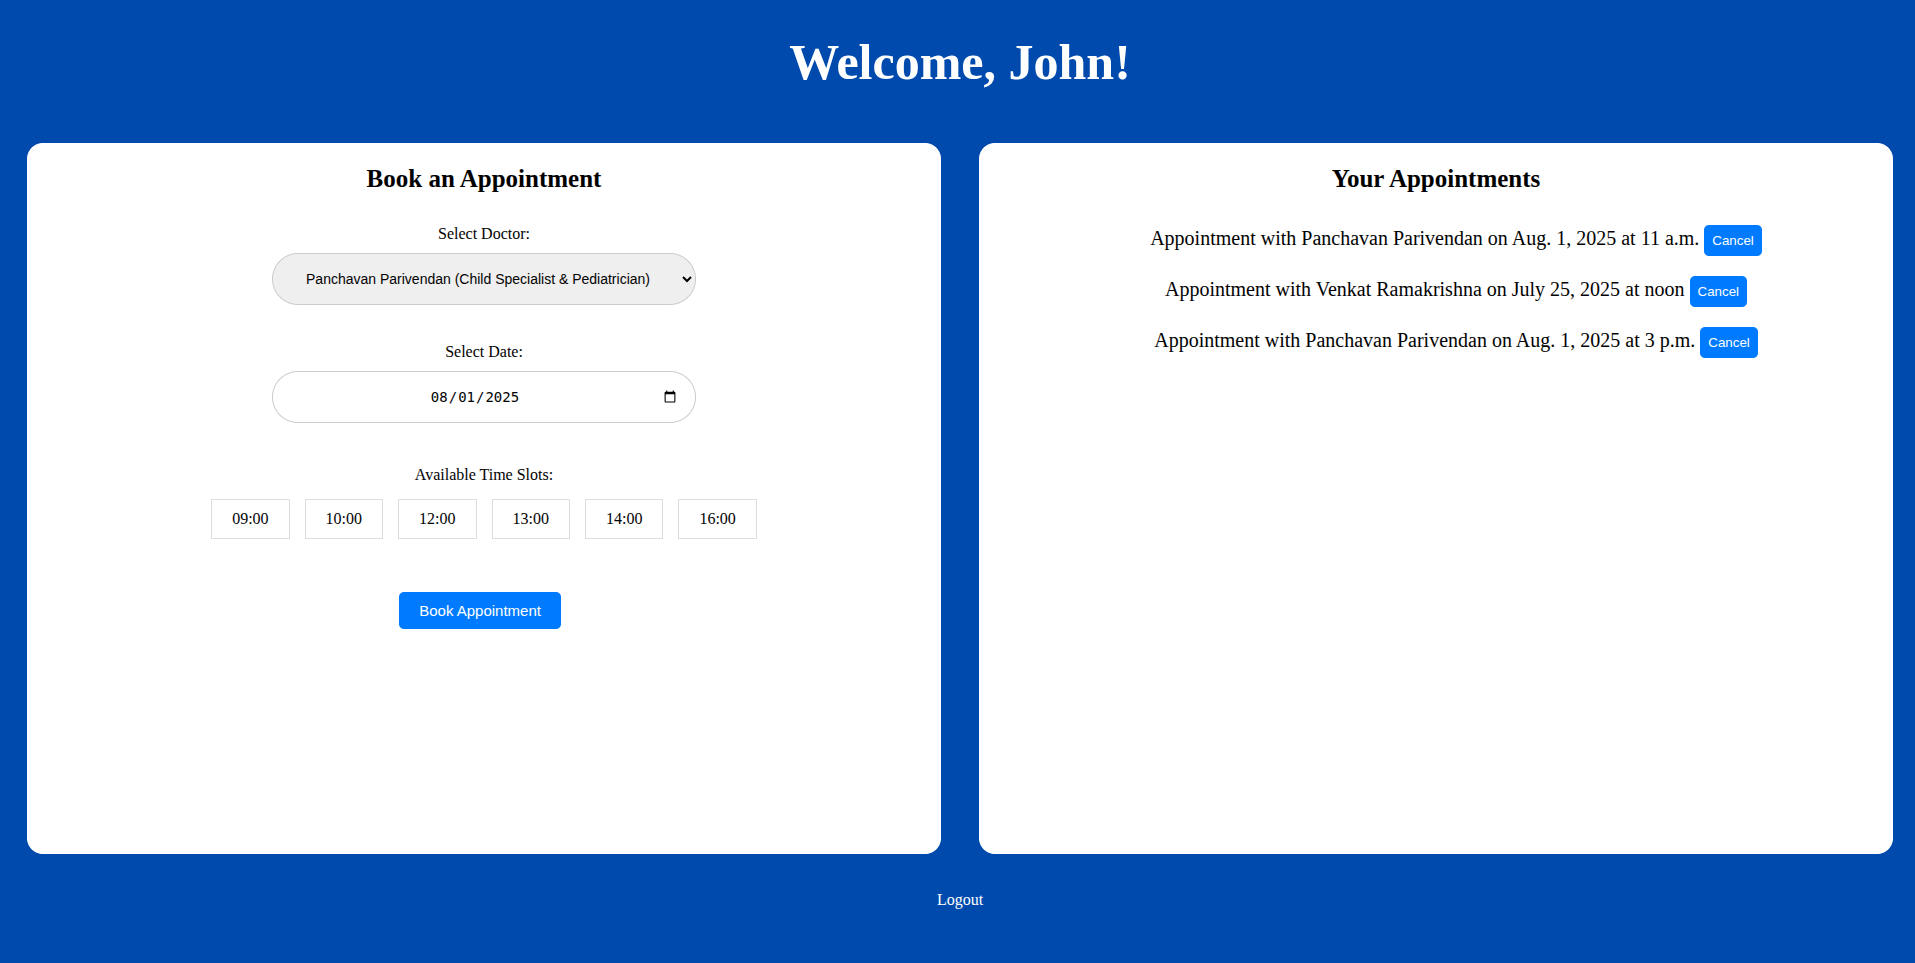 Welcome, John!
Book an Appointment
Select Doctor:
Panchavan Parivendan (Child Specialist & Pediatrician)
Select Date:
08/01/2025
Available Time Slots:
09:00 10:00 12:00 13:00 14:00 16:00
Book Appointment
Your Appointments
Appointment with Panchavan Parivendan on Aug. 1, 2025 at 11 a.m. Cancel
Appointment with Venkat Ramakrishna on July 25, 2025 at noon Cancel
Appointment with Panchavan Parivendan on Aug. 1, 2025 at 3 p.m. Cancel
Logout